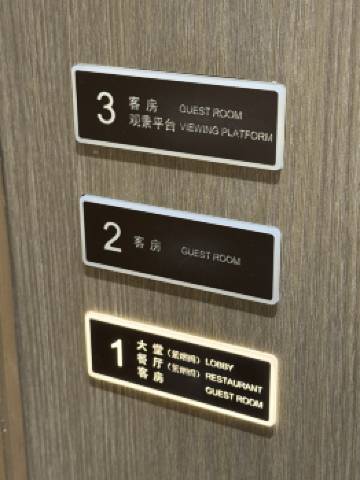 3 客房 GUEST ROOM
观景平台 VIEWING PLATFORM
2 客房 GUEST ROOM
1 大堂 LOBBY
餐厅 RESTAURANT
客房 GUEST ROOM